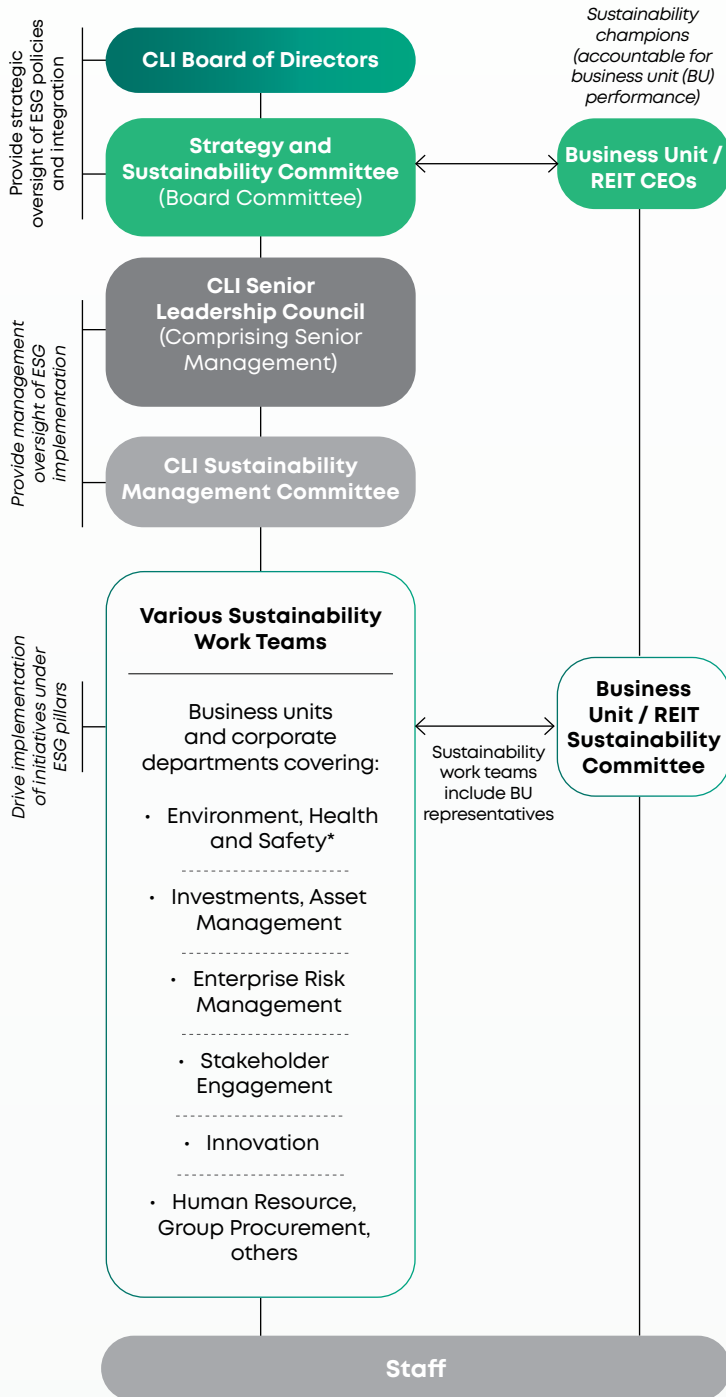 Provide strategic
oversight of ESG policies
and integration
CLI Board of Directors
Sustainability
champions
(accountable for
business unit (BU)
performance)
Strategy and
Sustainability Committee
(Board Committee)
Business Unit /
REIT CEOs
Provide management
oversight of ESG
implementation
CLI Senior
Leadership Council
(Comprising Senior
Management)
CLI Sustainability
Management Committee
Drive implementation
of initiatives under
ESG pillars
Various Sustainability
Work Teams
Business units
and corporate
departments covering:
• Environment, Health
and Safety*
• Investments, Asset
Management
• Enterprise Risk
Management
• Stakeholder
Engagement
• Innovation
• Human Resource,
Group Procurement,
others
Sustainability
work teams
include BU
representatives
Business
Unit / REIT
Sustainability
Committee
Staff